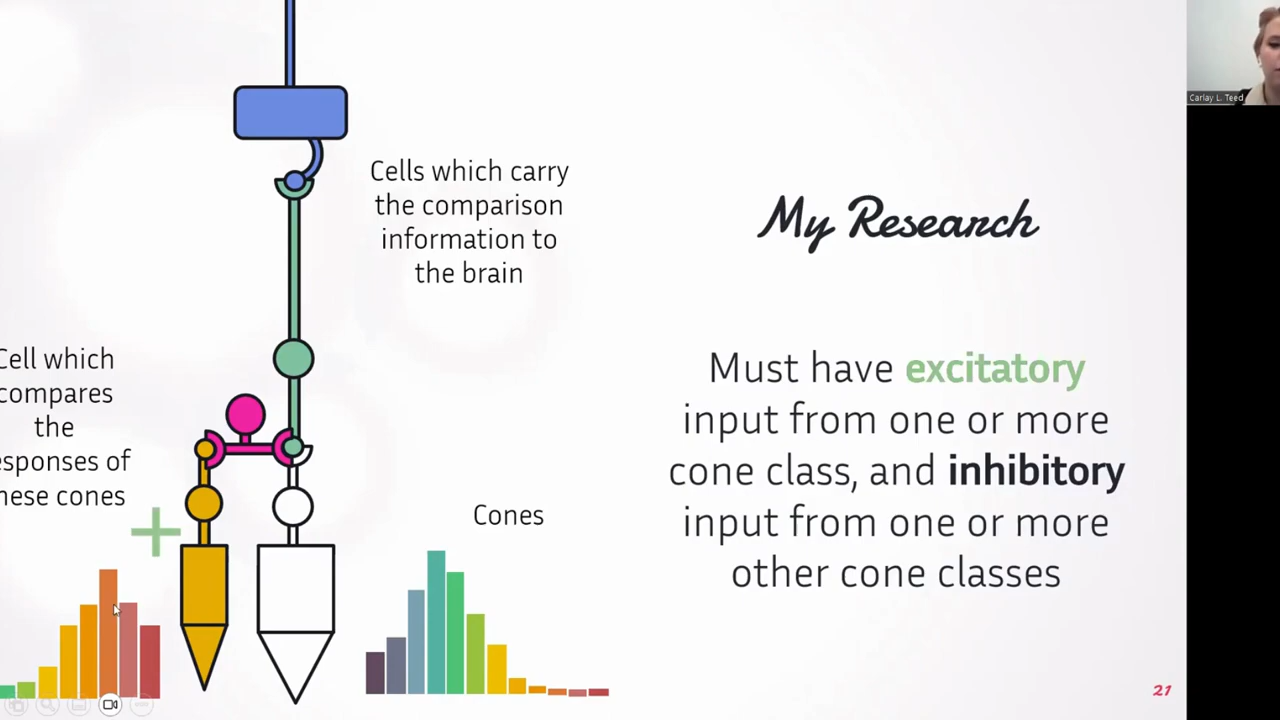 Carlay L. Teed
Cells which carry
the comparison
information to
the brain
My Research
Cell which
compares
the
esponses of
hese cones
Must have excitatory
input from one or more
cone class, and inhibitory
input from one or more
other cone classes
Cones
21